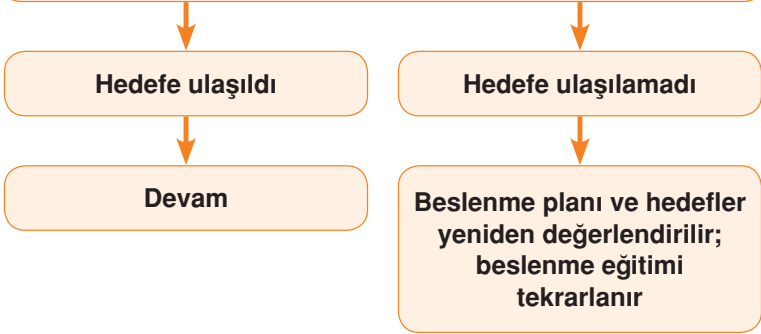 Hedefe ulaşıldı
Hedefe ulaşılamadı
Devam
Beslenme planı ve hedefler
yeniden değerlendirilir;
beslenme eğitimi
tekrarlanır